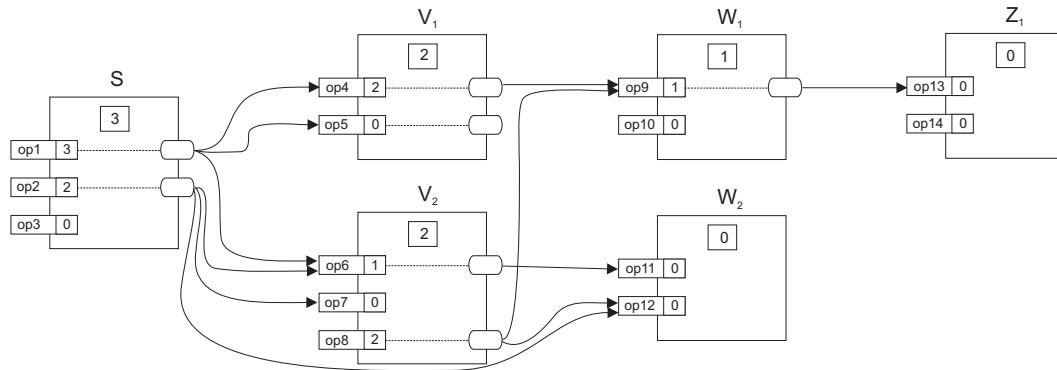 S
3
op1 3
op2 2
op3 0
V1
2
op4 2
op5 0
V2
2
op6 1
op7 0
op8 2
W1
1
op9 1
op10 0
W2
0
op11 0
op12 0
Z1
0
op13 0
op14 0